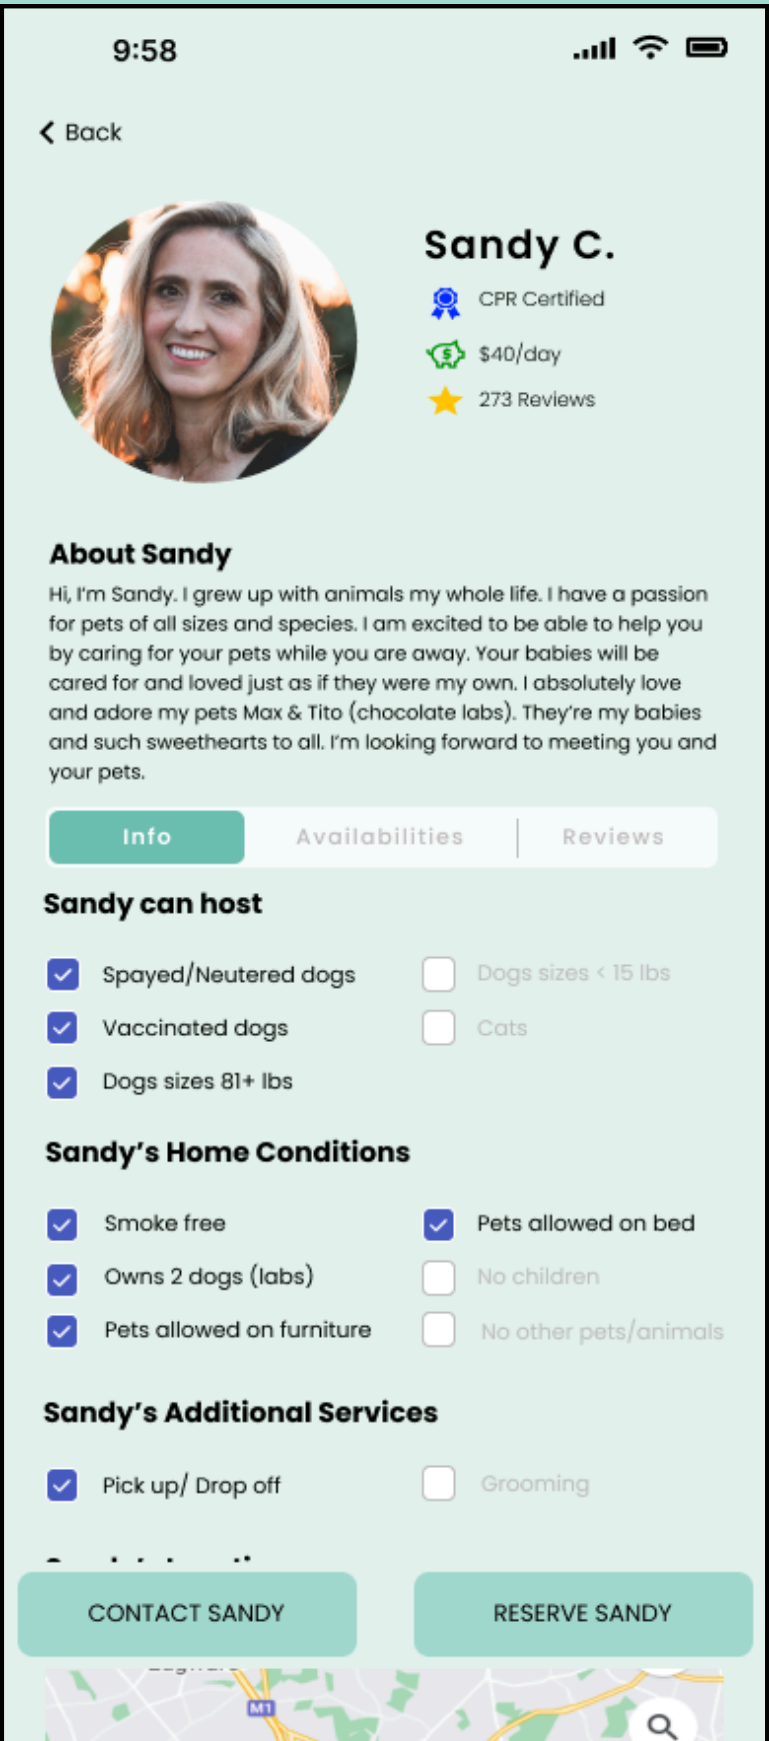 9:58
Back
Sandy C.
CPR Certified
$40/day
273 Reviews
About Sandy
Hi, I'm Sandy. I grew up with animals my whole life. I have a passion
for pets of all sizes and species. I am excited to be able to help you
by caring for your pets while you are away. Your babies will be
cared for and loved just as if they were my own. I absolutely love
and adore my pets Max & Tito (chocolate labs). They're my babies
and such sweethearts to all. I'm looking forward to meeting you and
your pets.
Info Availabilities Reviews
Sandy can host
Spayed/Neutered dogs Dogs sizes < 15 lbs
Vaccinated dogs Cats
Dogs sizes 81+ lbs
Sandy's Home Conditions
Smoke free Pets allowed on bed
Owns 2 dogs (labs) No children
Pets allowed on furniture No other pets/animals
Sandy's Additional Services
Pick up/ Drop off Grooming
CONTACT SANDY RESERVE SANDY
M1